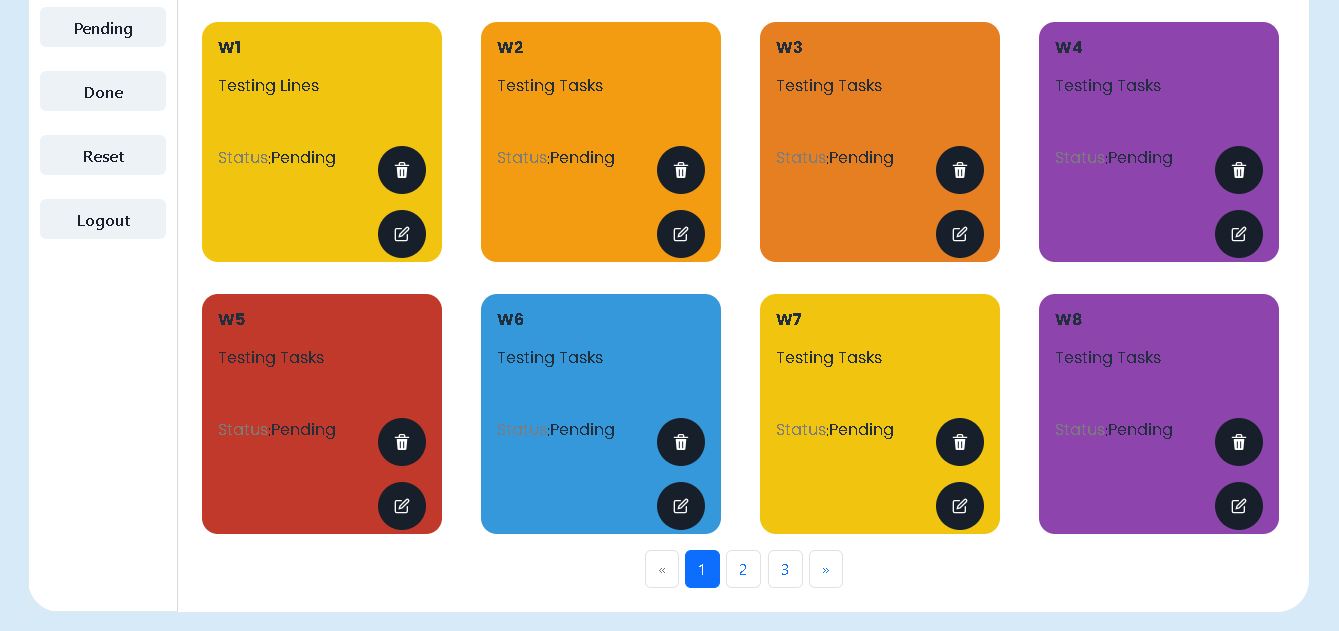 Pending
Done
Reset
Logout
W1
Testing Lines
Status:Pending
W2
Testing Tasks
Status:Pending
W3
Testing Tasks
Status:Pending
W4
Testing Tasks
Status:Pending
W5
Testing Tasks
Status:Pending
W6
Testing Tasks
Status:Pending
W7
Testing Tasks
Status:Pending
W8
Testing Tasks
Status:Pending
« 1 2 3 »